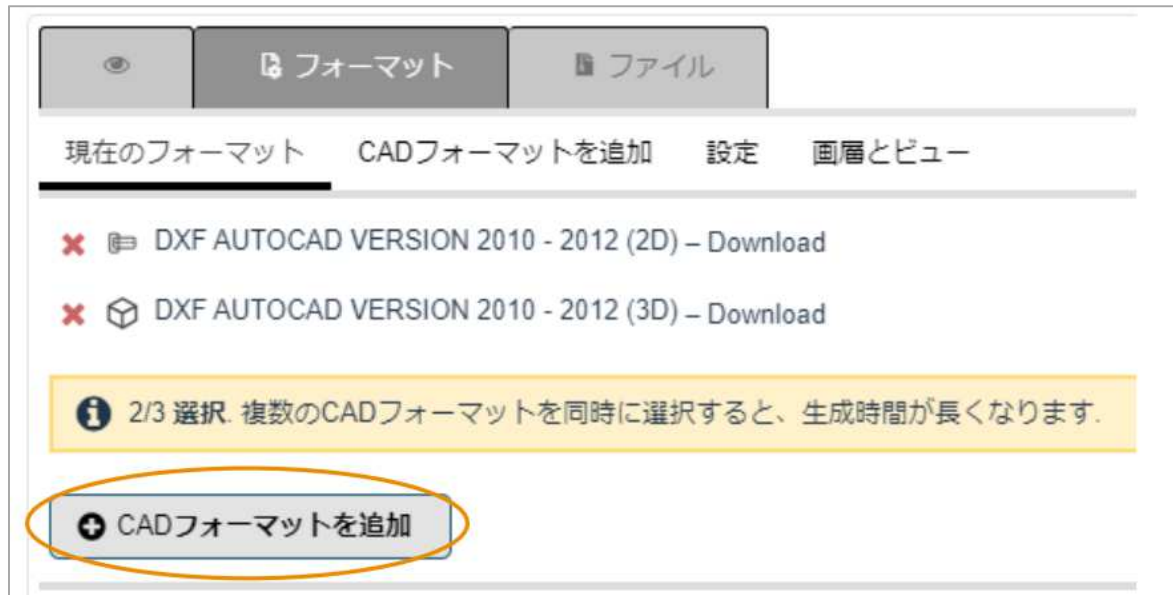 フォーマット ファイル
現在のフォーマット CADフォーマットを追加 設定 画層とビュー
DXF AUTOCAD VERSION 2010 - 2012 (2D) – Download
DXF AUTOCAD VERSION 2010 - 2012 (3D) – Download
2/3 選択. 複数のCADフォーマットを同時に選択すると、生成時間が長くなります.
CADフォーマットを追加